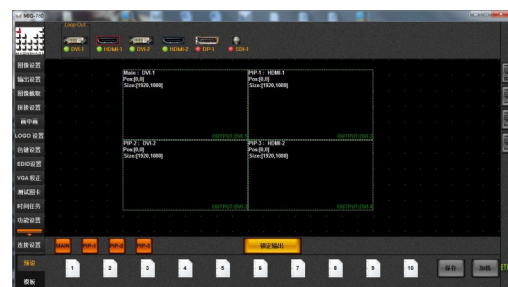 MIG-780
Loop Out
DVI-1
HDMI-1
DVI-2
HDMI-2
DP-1
SDI-1
图像设置
输出设置
图像截取
拼接设置
画中画
LOGO 设置
色键设置
EDID设置
VGA 校正
测试图卡
时间任务
功能设置
连接设置
预设
模板
Main : DVI-1
Pos:[0,0]
Size:[1920,1080]
OUTPUT:DVI-1
PIP-1 : HDMI-1
Pos:[0,0]
Size:[1920,1080]
OUTPUT:DVI-2
PIP-2 : DVI-2
Pos:[0,0]
Size:[1920,1080]
OUTPUT:DVI-3
PIP-3 : HDMI-2
Pos:[0,0]
Size:[1920,1080]
OUTPUT:DVI-4
MAIN
PIP-1
PIP-2
PIP-3
锁定输出
1
2
3
4
5
6
7
8
9
10
保存
加载